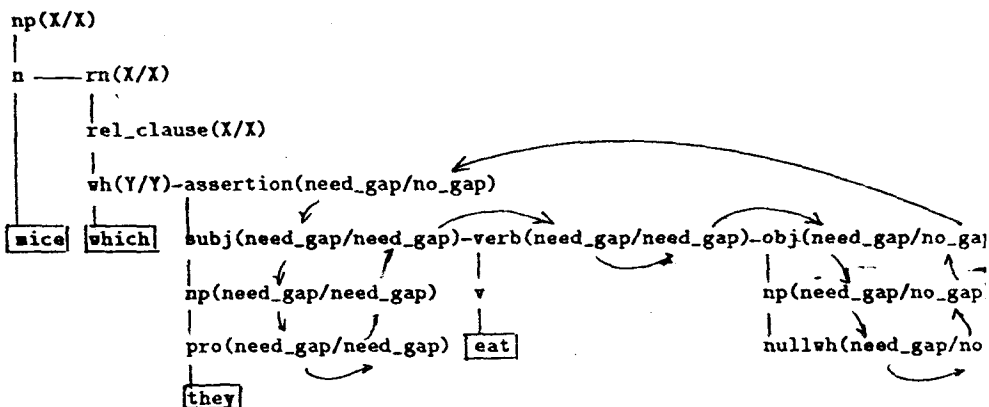 np(X/X)
n rn(X/X)
rel_clause(X/X)
wh(Y/Y)-assertion(need_gap/no_gap)
mice which subj(need_gap/need_gap)-verb(need_gap/need_gap)-obj(need_gap/no_gap
np(need_gap/need_gap) v np(need_gap/no_gap)
pro(need_gap/need_gap) eat nullwh(need_gap/no
they